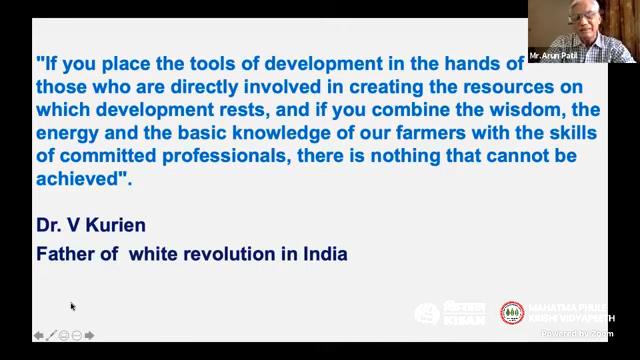 "If you place the tools of development in the hands of
those who are directly involved in creating the resources on
which development rests, and if you combine the wisdom, the
energy and the basic knowledge of our farmers with the skills
of committed professionals, there is nothing that cannot be
achieved".
Dr. V Kurien
Father of white revolution in India
Mr.Arun Patil
किसान
KISAN
MAHATMA PHULE
KRISHI VIDYAPEETH
Powered by Zoom